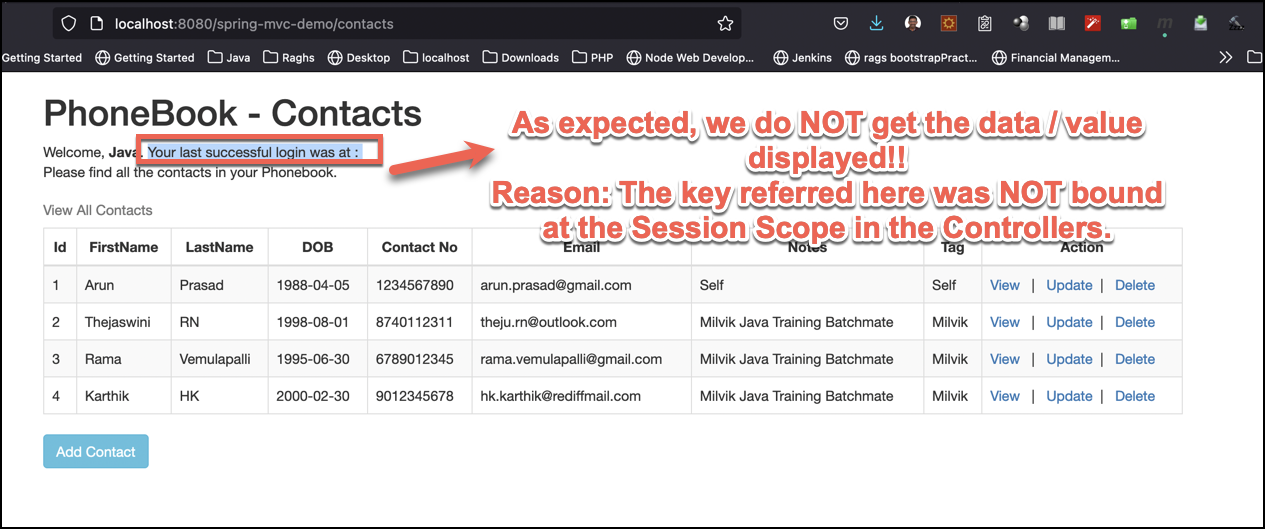 localhost:8080/spring-mvc-demo/contacts
Getting Started Getting Started Java Raghs Desktop localhost Downloads PHP Node Web Develop... Jenkins rags bootstrapPract... Financial Managem...
PhoneBook - Contacts
Welcome, Java. Your last successful login was at :
Please find all the contacts in your Phonebook.
As expected, we do NOT get the data / value
displayed!!
Reason: The key referred here was NOT bound
at the Session Scope in the Controllers.
View All Contacts
Id FirstName LastName DOB Contact No Email Notes Tag Action
1 Arun Prasad 1988-04-05 1234567890 arun.prasad@gmail.com Self Self View | Update | Delete
2 Thejaswini RN 1998-08-01 8740112311 theju.rn@outlook.com Milvik Java Training Batchmate Milvik View | Update | Delete
3 Rama Vemulapalli 1995-06-30 6789012345 rama.vemulapalli@gmail.com Milvik Java Training Batchmate Milvik View | Update | Delete
4 Karthik HK 2000-02-30 9012345678 hk.karthik@rediffmail.com Milvik Java Training Batchmate Milvik View | Update | Delete
Add Contact